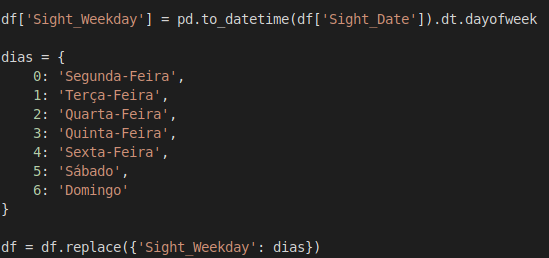 df['Sight_Weekday'] = pd.to_datetime(df['Sight_Date']).dt.dayofweek
dias = {
    0: 'Segunda-Feira',
    1: 'Terça-Feira',
    2: 'Quarta-Feira',
    3: 'Quinta-Feira',
    4: 'Sexta-Feira',
    5: 'Sábado',
    6: 'Domingo'
}
df = df.replace({'Sight_Weekday': dias})